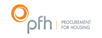 pfh
PROCUREMENT
FOR HOUSING